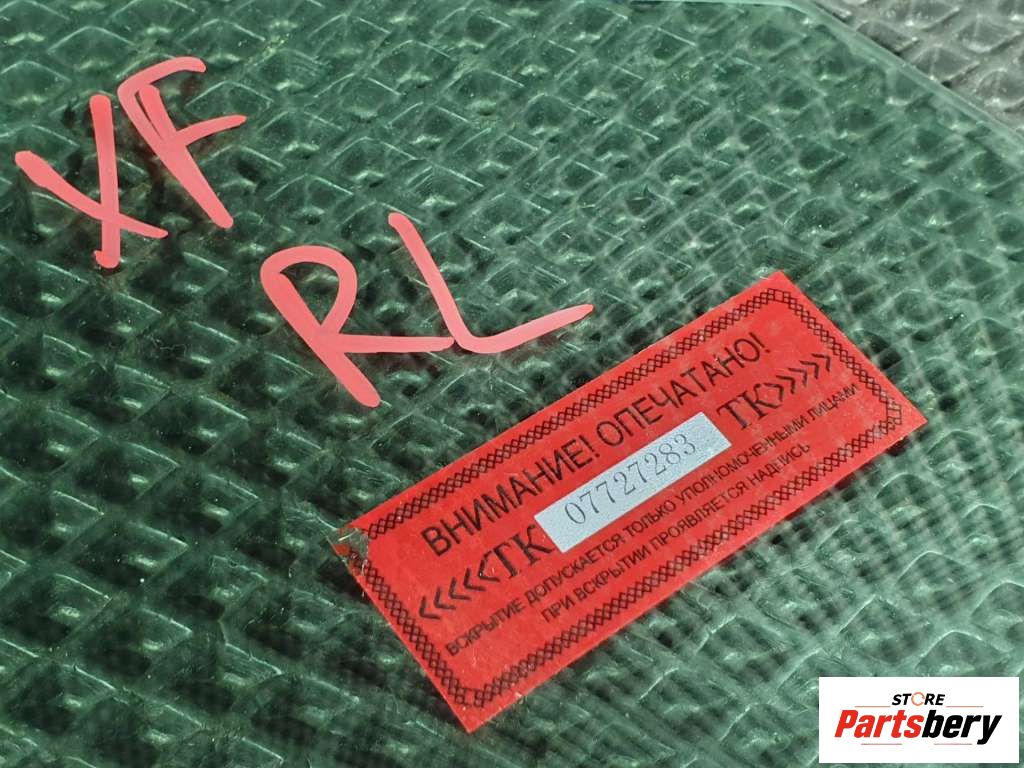 XF
RL
ВНИМАНИЕ! ОПЕЧАТАНО!
<<<<<ТК 07727283 ТК>>>>>
ВСКРЫТИЕ ДОПУСКАЕТСЯ ТОЛЬКО УПОЛНОМОЧЕННЫМИ ЛИЦАМИ
ПРИ ВСКРЫТИИ ПРОЯВЛЯЕТСЯ НАДПИСЬ
STORE
Partsbery